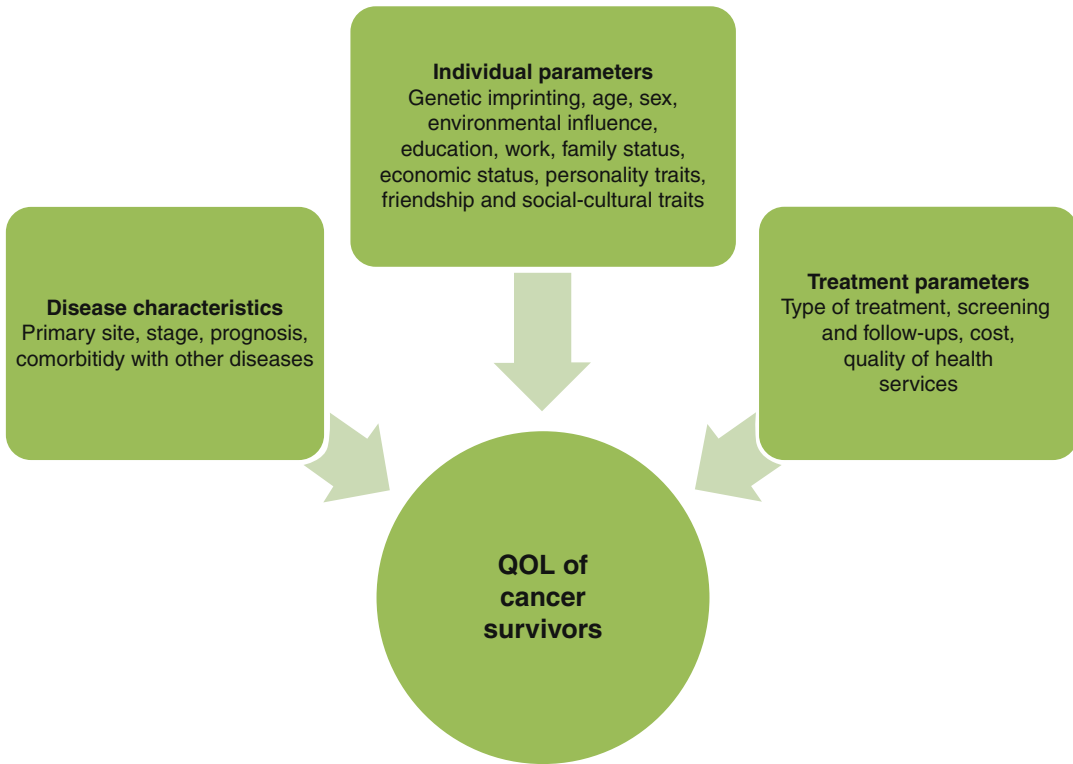 Individual parameters
Genetic imprinting, age, sex,
environmental influence,
education, work, family status,
economic status, personality traits,
friendship and social-cultural traits
Disease characteristics
Primary site, stage, prognosis,
comorbitidy with other diseases
Treatment parameters
Type of treatment, screening
and follow-ups, cost,
quality of health
services
QOL of
cancer
survivors